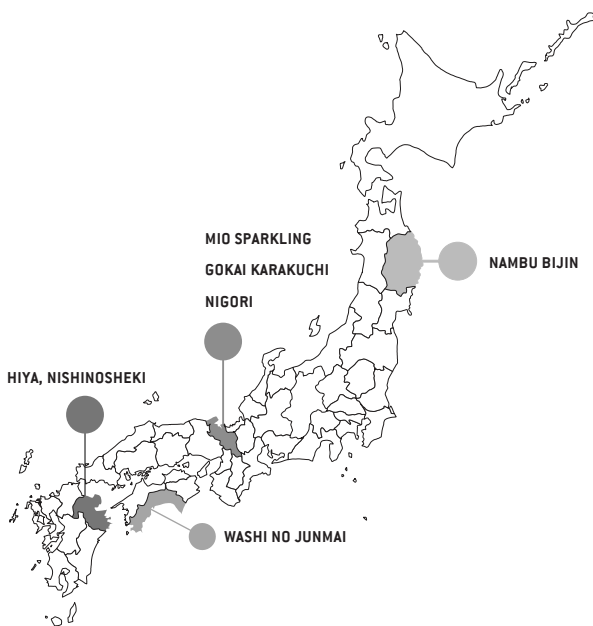 MIO SPARKLING
GOKAI KARAKUCHI
NIGORI
NAMBU BIJIN
HIYA, NISHINOSHEKI
WASHI NO JUNMAI